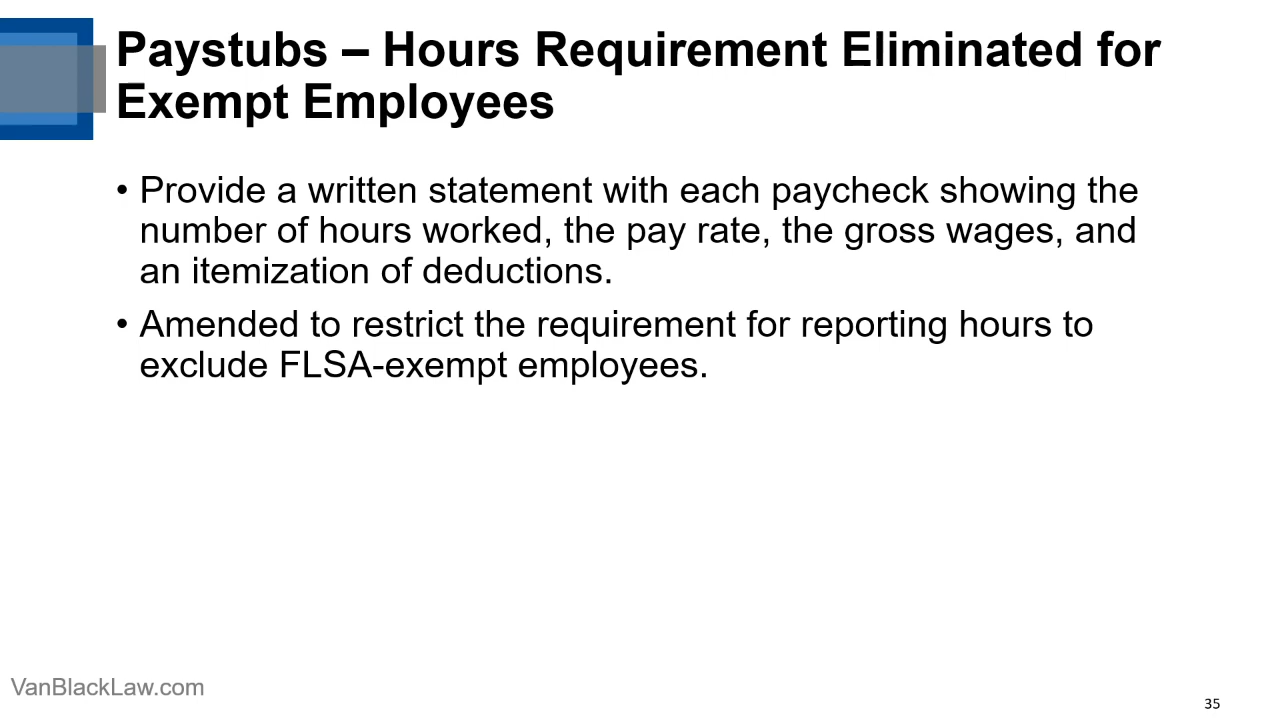 Paystubs – Hours Requirement Eliminated for
Exempt Employees
• Provide a written statement with each paycheck showing the
number of hours worked, the pay rate, the gross wages, and
an itemization of deductions.
• Amended to restrict the requirement for reporting hours to
exclude FLSA-exempt employees.
VanBlackLaw.com
35